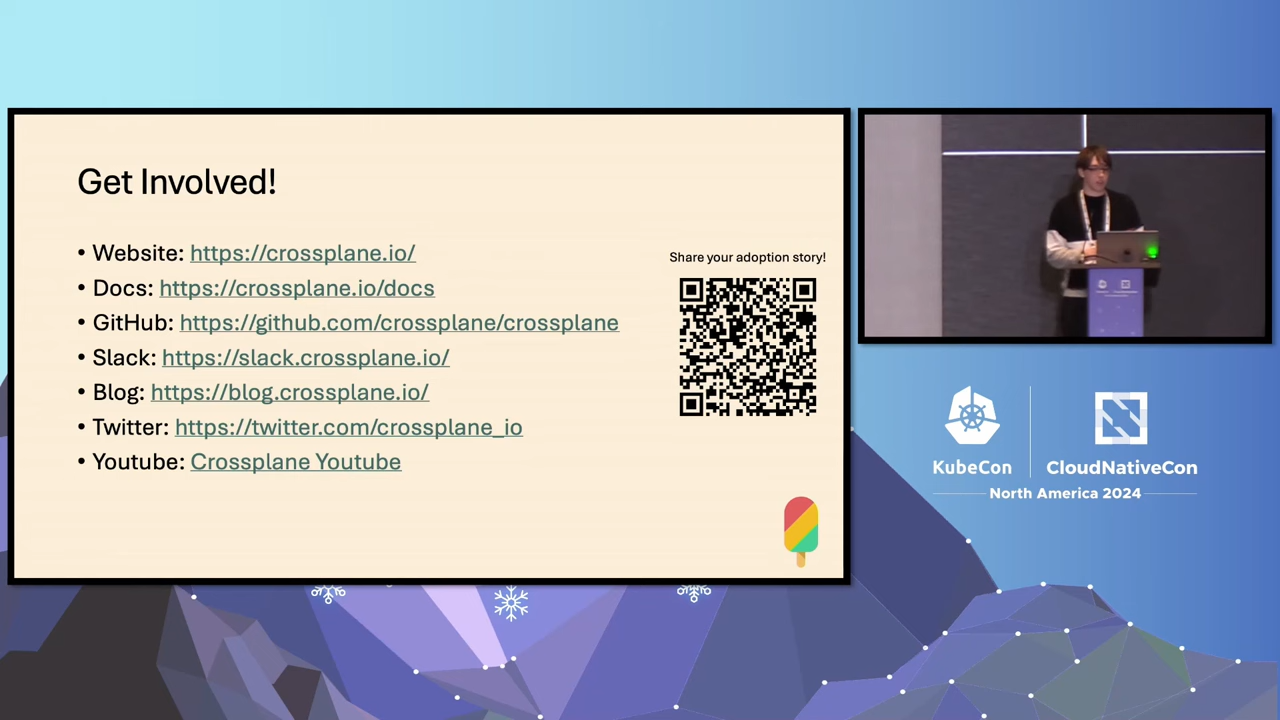 Get Involved!
• Website: https://crossplane.io/
• Docs: https://crossplane.io/docs
• GitHub: https://github.com/crossplane/crossplane
• Slack: https://slack.crossplane.io/
• Blog: https://blog.crossplane.io/
• Twitter: https://twitter.com/crossplane_io
• Youtube: Crossplane Youtube
Share your adoption story!
KubeCon
CloudNativeCon
North America 2024